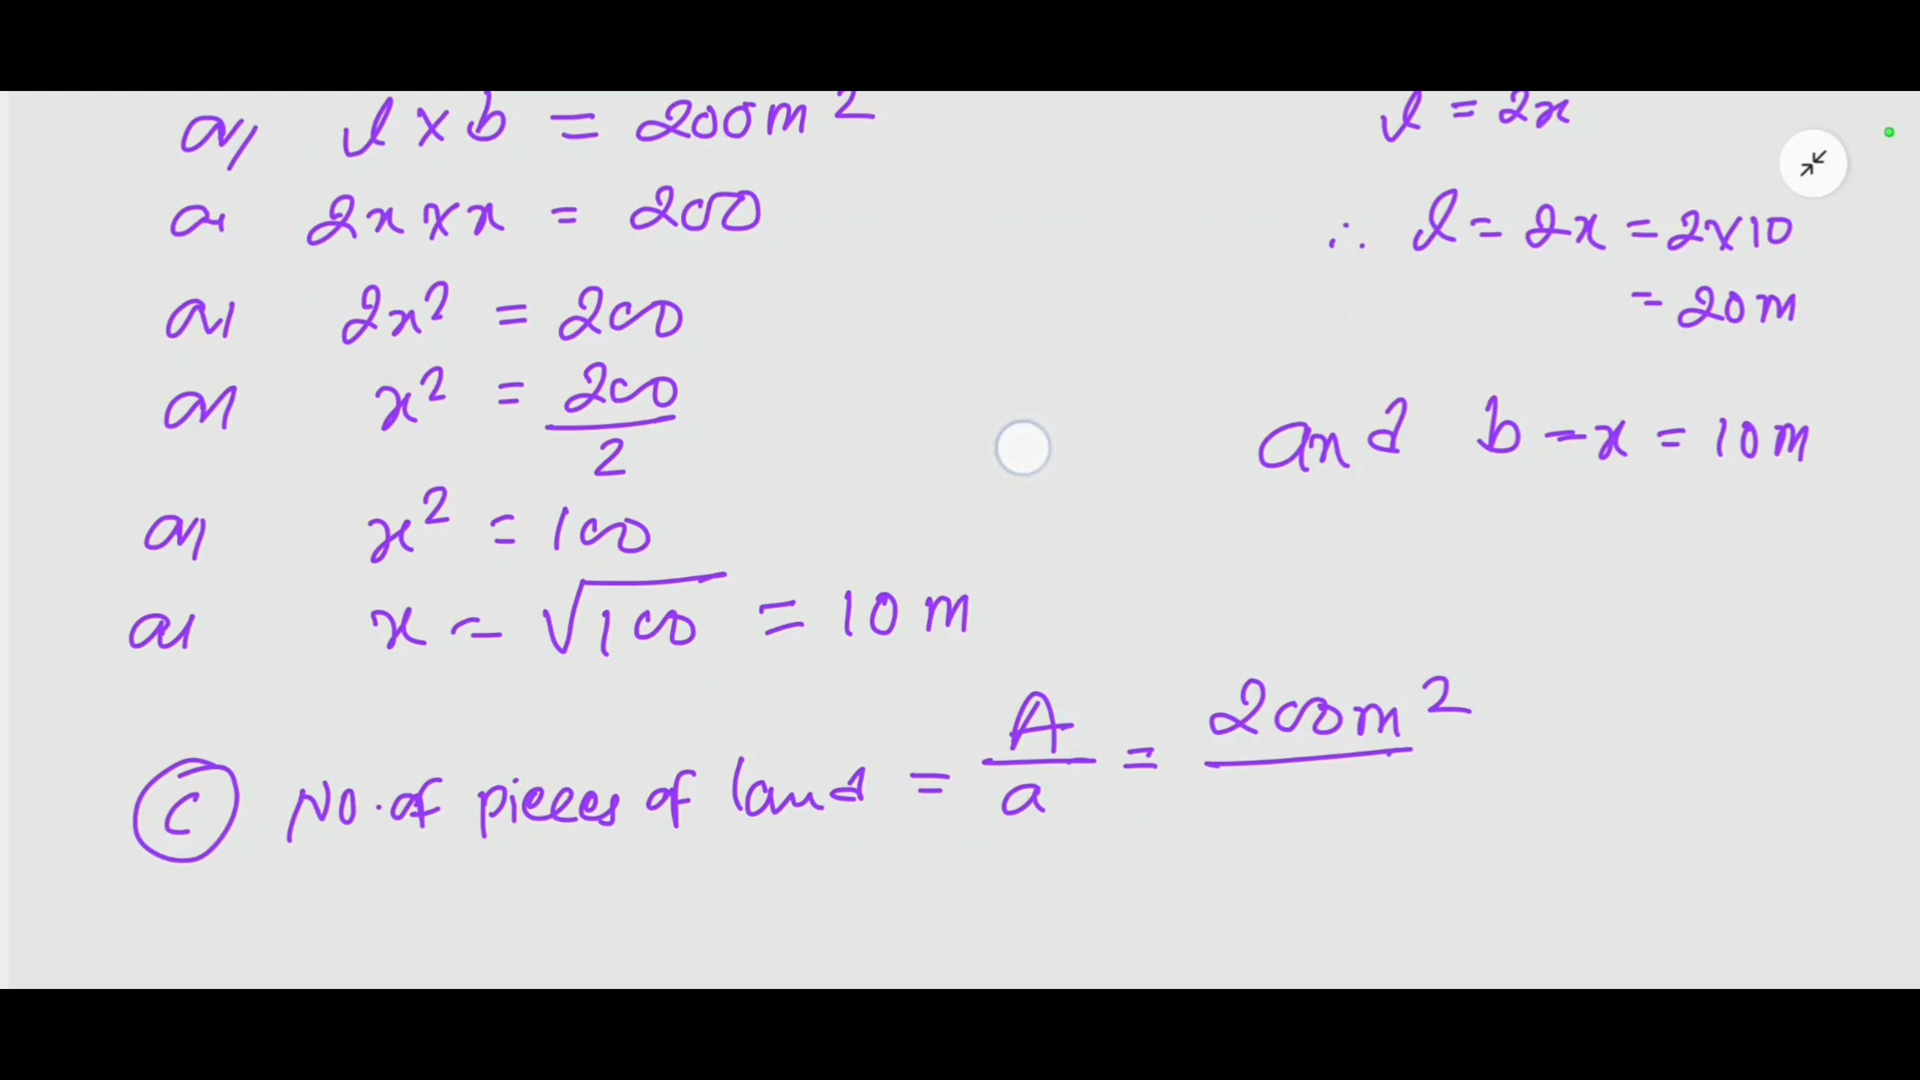 or, l × b = 200m²
or 2x × x = 200
or 2x² = 200
or x² = 200/2
or x² = 100
or x = √100 = 10 m
l = 2x
∴ l = 2x = 2×10
= 20m
and b = x = 10m
(c) No. of pieces of land = A/a = 200m²